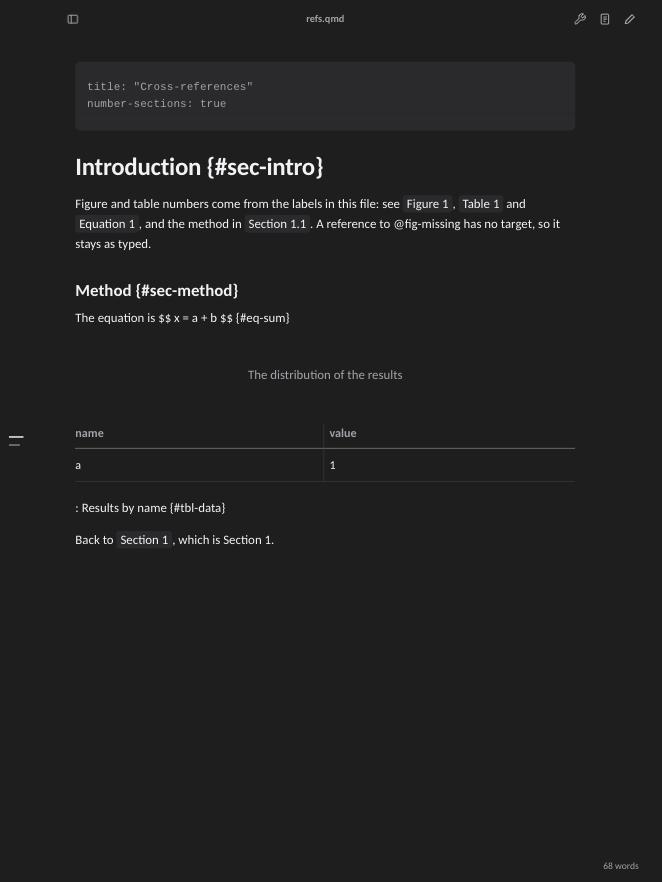 refs.qmd
title: "Cross-references"
number-sections: true
Introduction {#sec-intro}
Figure and table numbers come from the labels in this file: see Figure 1, Table 1 and
Equation 1, and the method in Section 1.1. A reference to @fig-missing has no target, so it
stays as typed.
Method {#sec-method}
The equation is $$ x = a + b $$ {#eq-sum}
The distribution of the results
name value
a 1
: Results by name {#tbl-data}
Back to Section 1, which is Section 1.
68 words